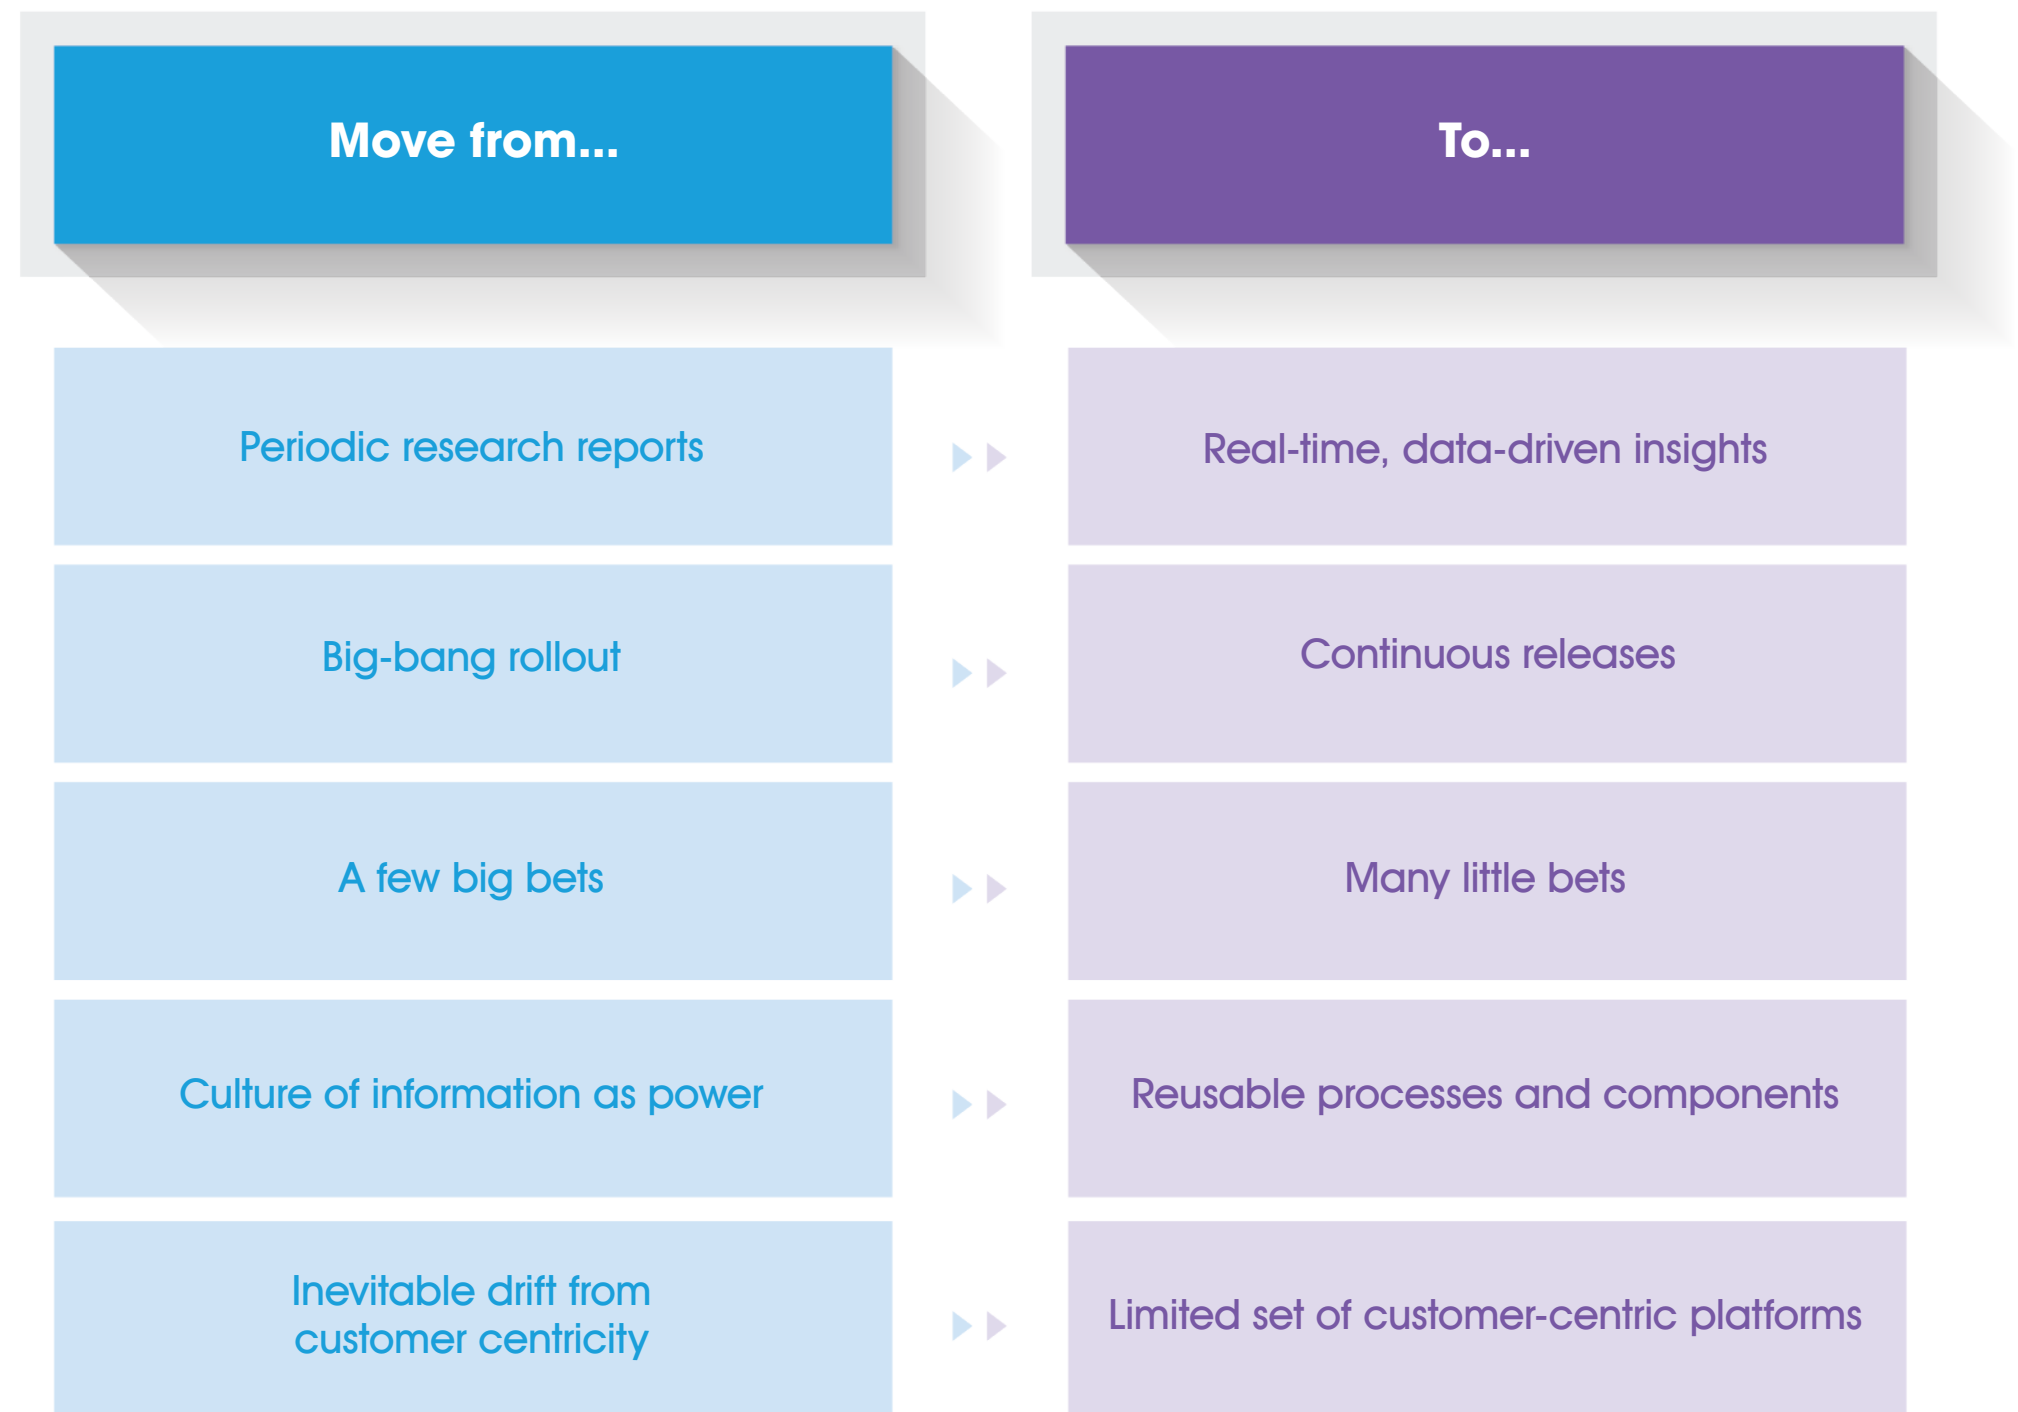 Move from...
To...
Periodic research reports
Real-time, data-driven insights
Big-bang rollout
Continuous releases
A few big bets
Many little bets
Culture of information as power
Reusable processes and components
Inevitable drift from
customer centricity
Limited set of customer-centric platforms